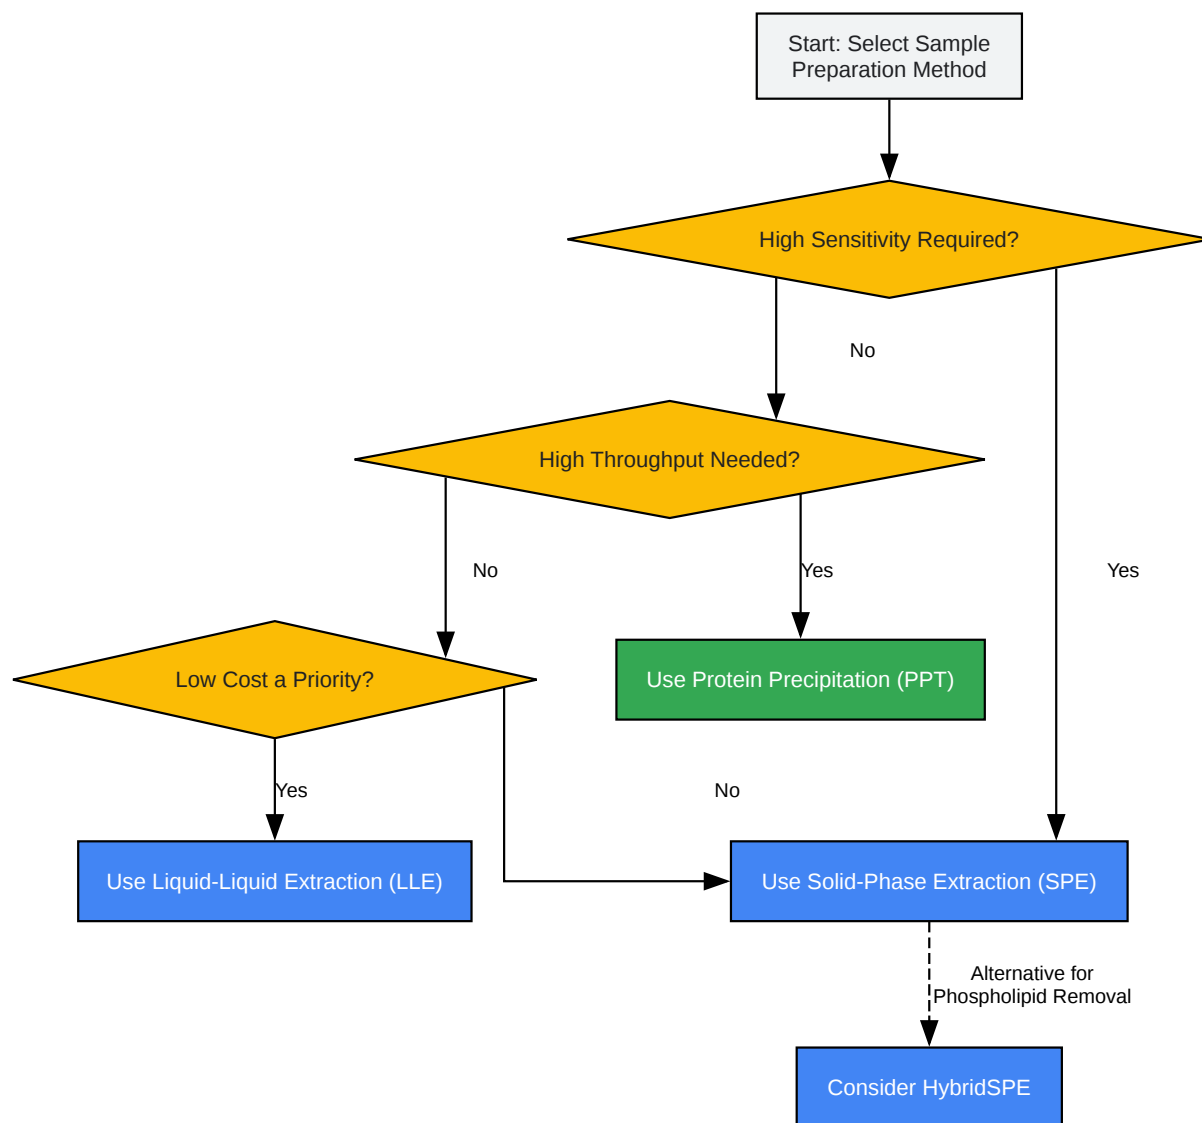 Start: Select Sample
Preparation Method
High Sensitivity Required?
No
High Throughput Needed?
No
Yes
Yes
Low Cost a Priority?
Use Protein Precipitation (PPT)
Yes
No
Use Liquid-Liquid Extraction (LLE)
Use Solid-Phase Extraction (SPE)
Alternative for
Phospholipid Removal
Consider HybridSPE